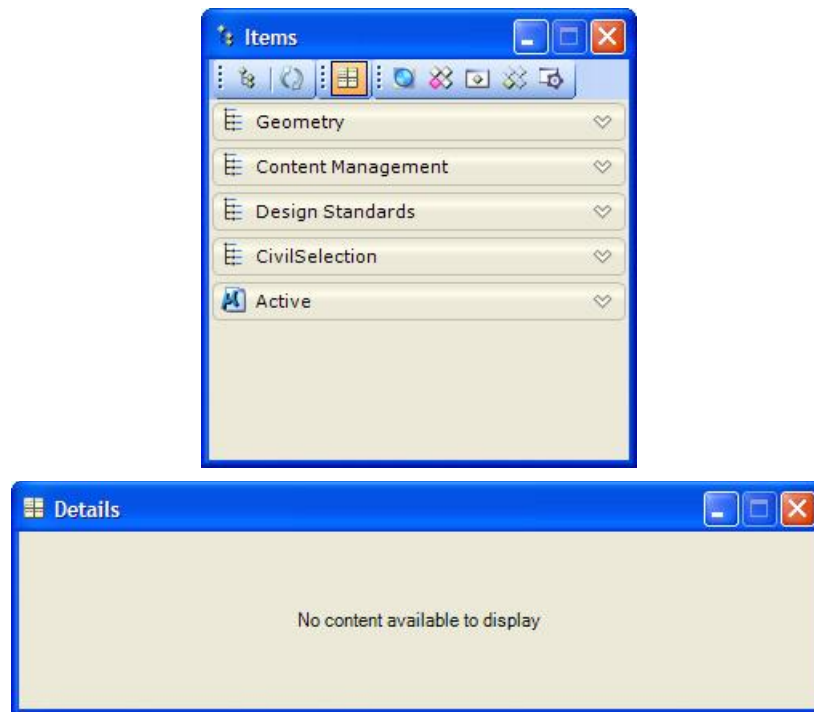 Items
Geometry
Content Management
Design Standards
CivilSelection
Active
Details
No content available to display